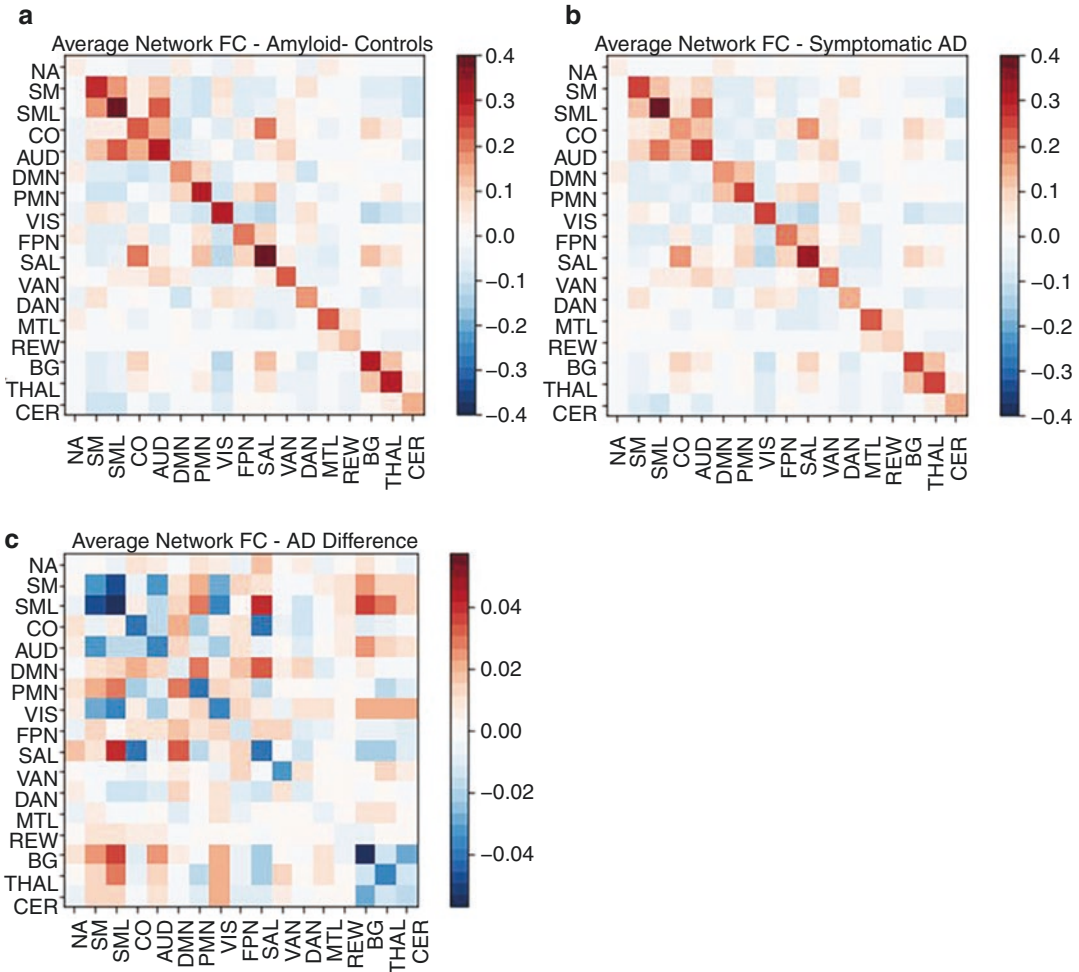 a
Average Network FC - Amyloid- Controls
NA
SM
SML
CO
AUD
DMN
PMN
VIS
FPN
SAL
VAN
DAN
MTL
REW
BG
THAL
CER
NA SM SML CO AUD DMN PMN VIS FPN SAL VAN DAN MTL REW BG THAL CER
0.4
0.3
0.2
0.1
0.0
−0.1
−0.2
−0.3
−0.4
b
Average Network FC - Symptomatic AD
NA
SM
SML
CO
AUD
DMN
PMN
VIS
FPN
SAL
VAN
DAN
MTL
REW
BG
THAL
CER
NA SM SML CO AUD DMN PMN VIS FPN SAL VAN DAN MTL REW BG THAL CER
0.4
0.3
0.2
0.1
0.0
−0.1
−0.2
−0.3
−0.4
c
Average Network FC - AD Difference
NA
SM
SML
CO
AUD
DMN
PMN
VIS
FPN
SAL
VAN
DAN
MTL
REW
BG
THAL
CER
NA SM SML CO AUD DMN PMN VIS FPN SAL VAN DAN MTL REW BG THAL CER
0.04
0.02
0.00
−0.02
−0.04